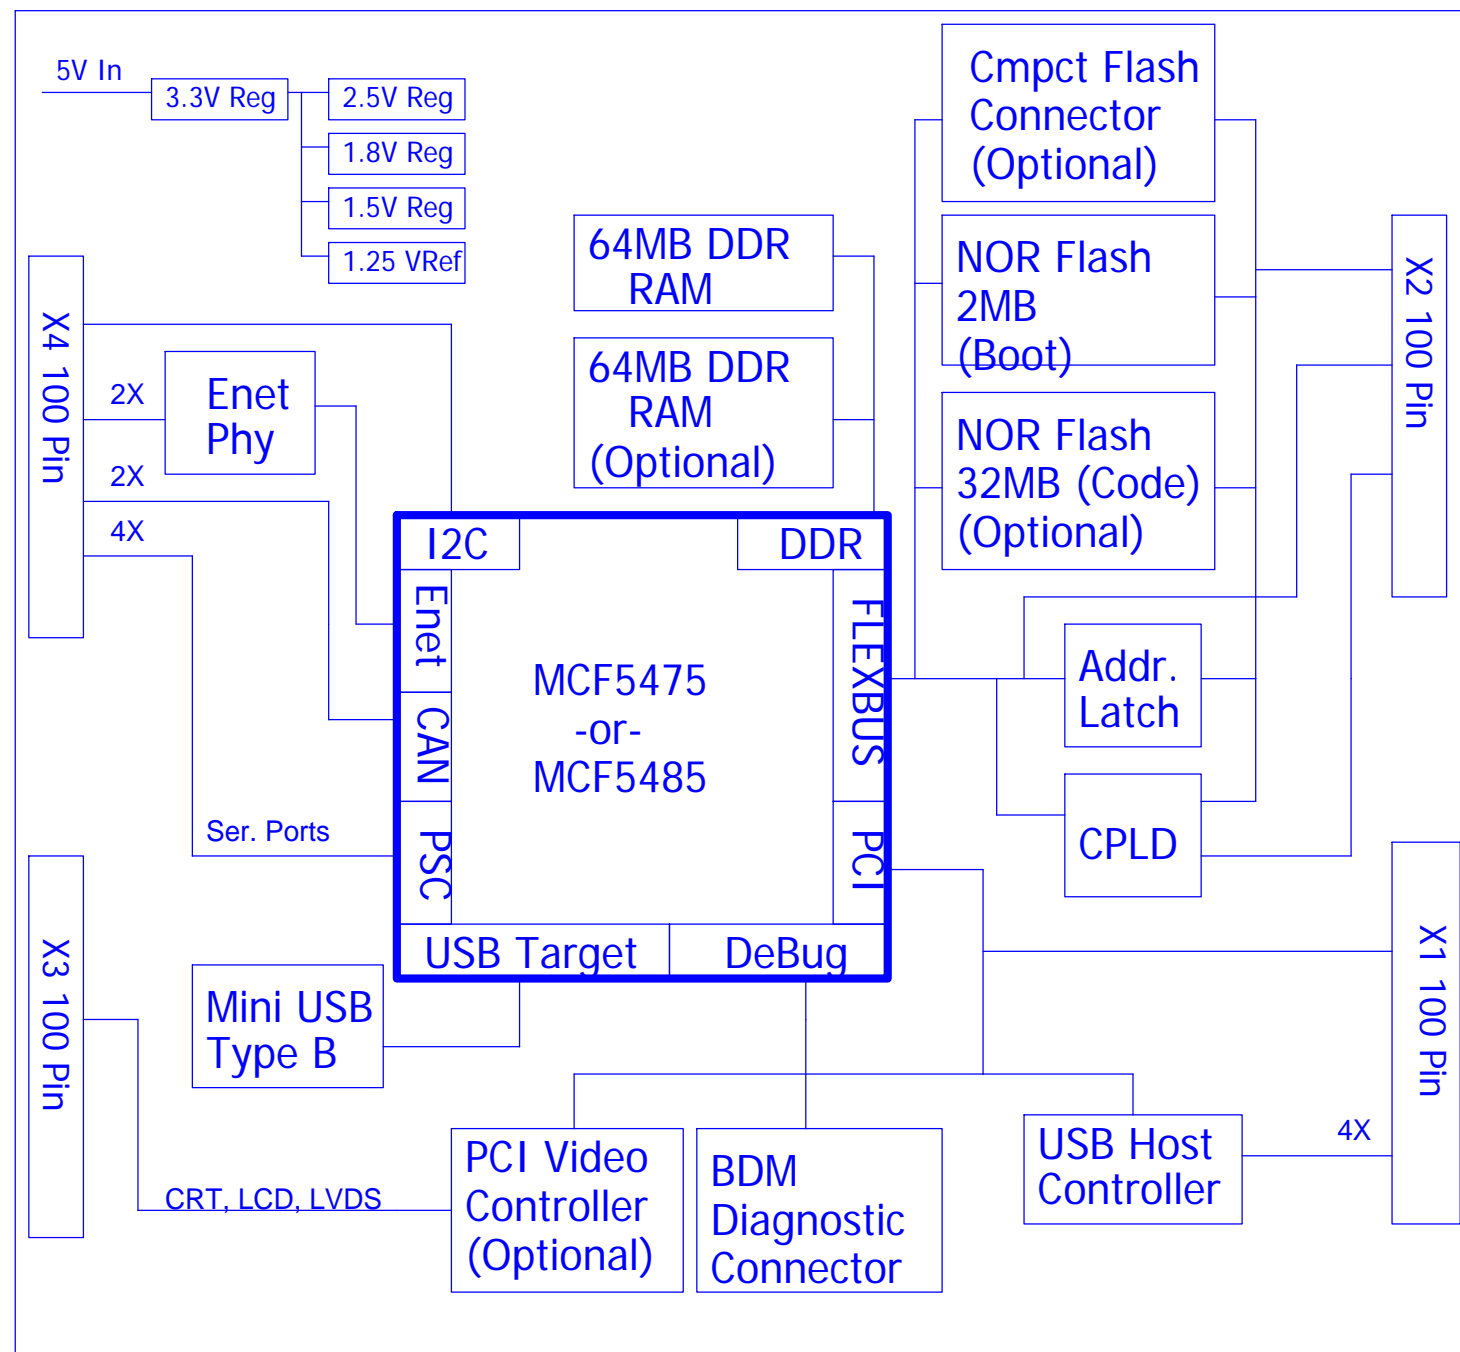 5V In
3.3V Reg
2.5V Reg
1.8V Reg
1.5V Reg
1.25 VRef
Cmpct Flash
Connector
(Optional)
64MB DDR
RAM
NOR Flash
2MB
(Boot)
X2 100 Pin
X4 100 Pin
2X
Enet
Phy
64MB DDR
RAM
(Optional)
NOR Flash
32MB (Code)
(Optional)
2X
4X
I2C
DDR
Enet
CAN
PSC
FLEXBUS
PCI
MCF5475
-or-
MCF5485
USB Target
DeBug
Addr.
Latch
CPLD
Ser. Ports
X3 100 Pin
X1 100 Pin
Mini USB
Type B
PCI Video
Controller
(Optional)
CRT, LCD, LVDS
BDM
Diagnostic
Connector
USB Host
Controller
4X